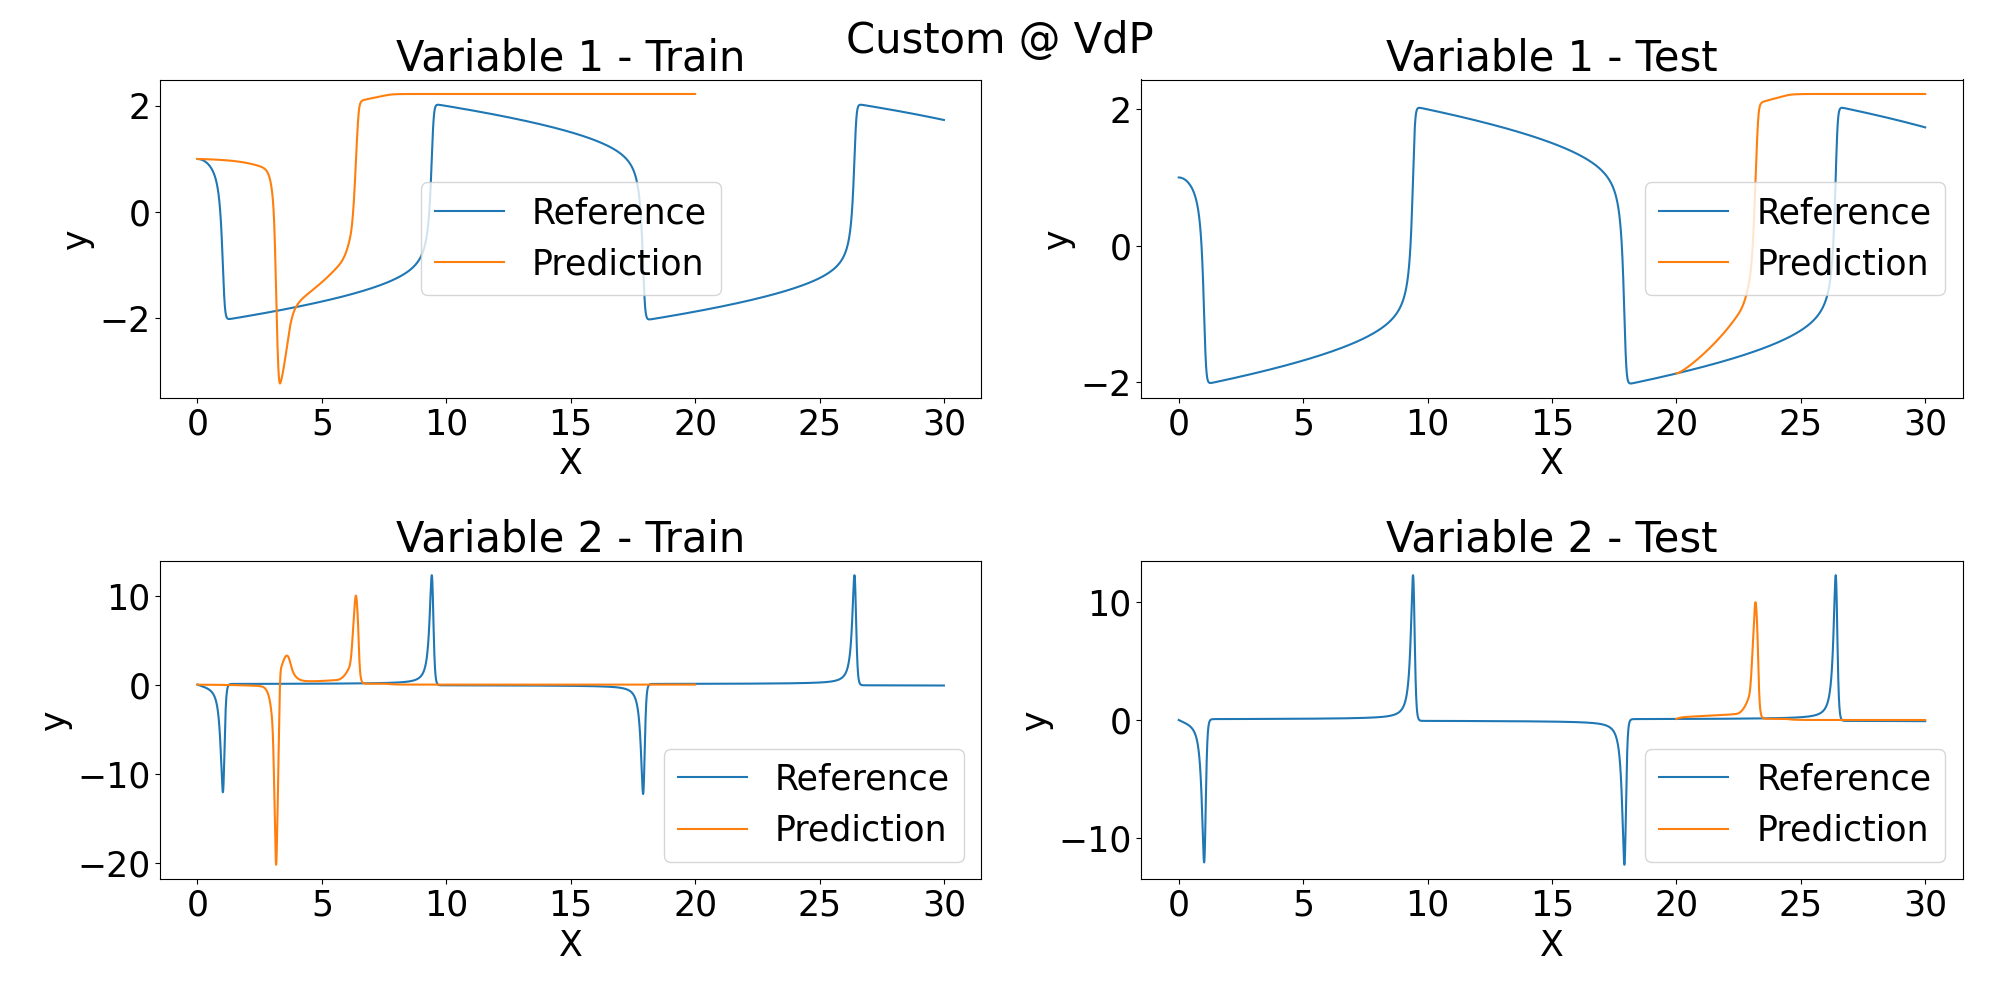 Custom @ VdP
Variable 1 - Train
2
0
−2
y
0 5 10 15 20 25 30
X
Reference
Prediction
Variable 1 - Test
2
0
−2
y
0 5 10 15 20 25 30
X
Reference
Prediction
Variable 2 - Train
10
0
−10
−20
y
0 5 10 15 20 25 30
X
Reference
Prediction
Variable 2 - Test
10
0
−10
y
0 5 10 15 20 25 30
X
Reference
Prediction